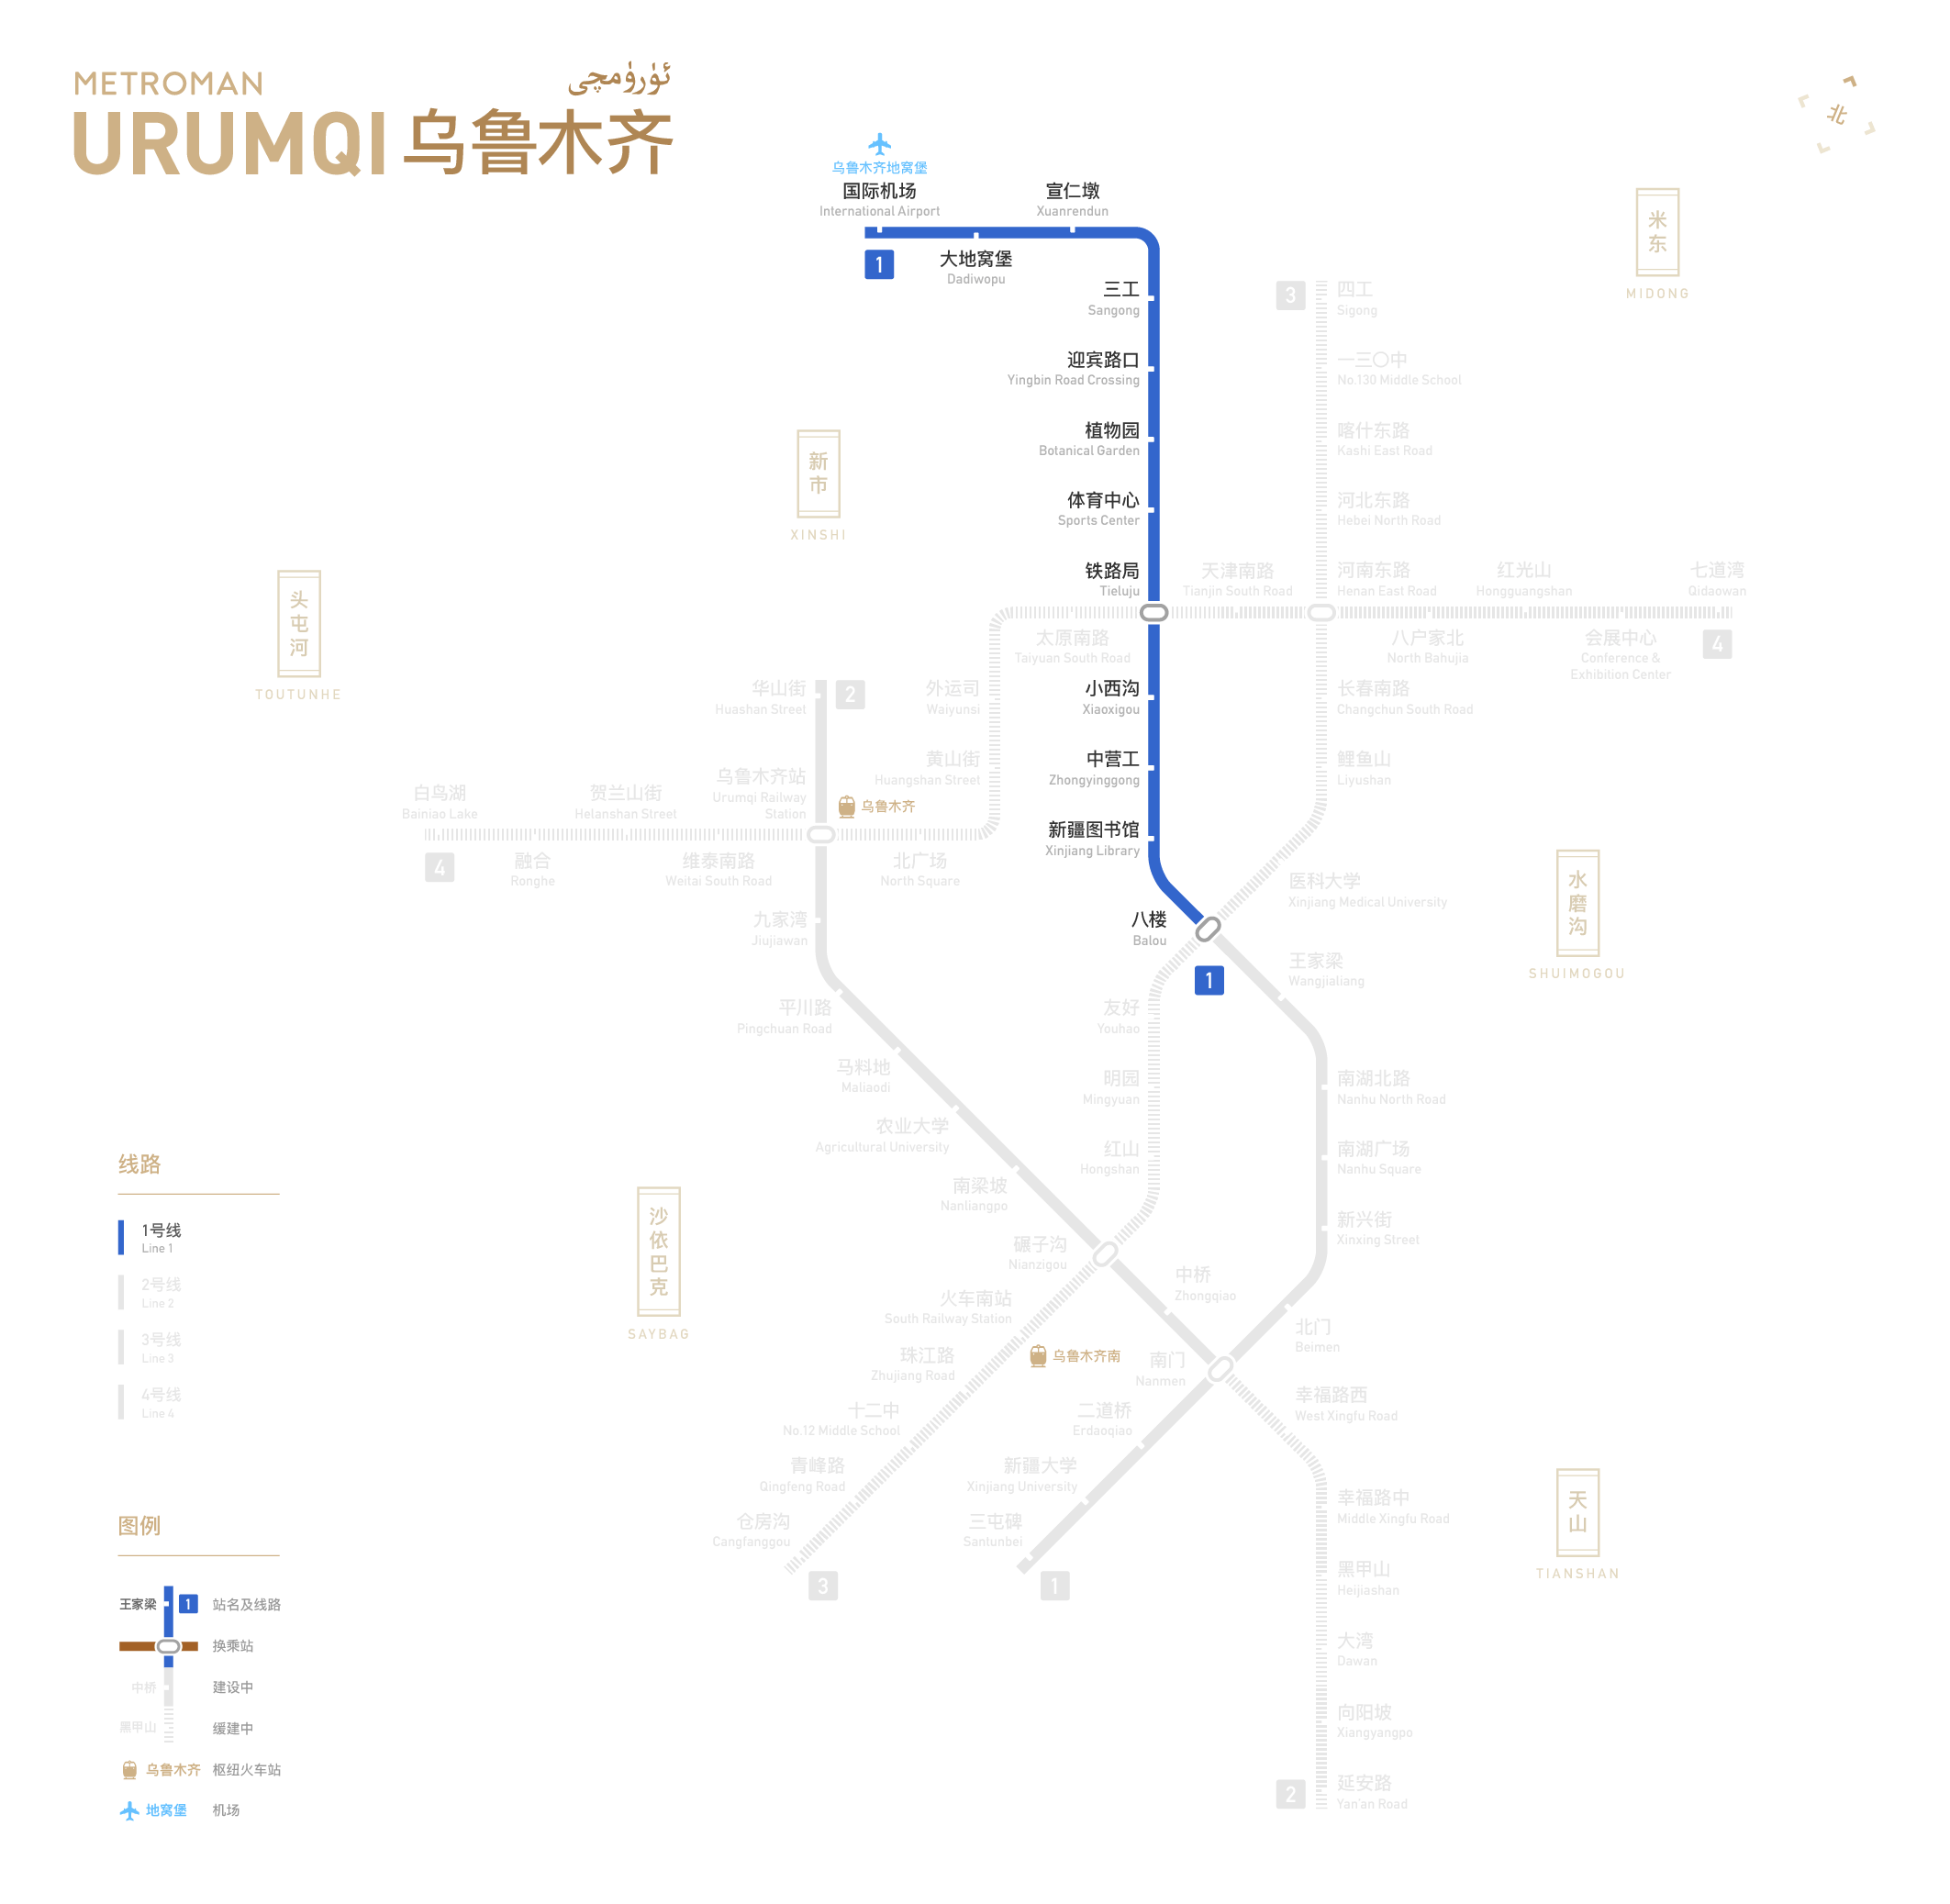 METROMAN
ئۈرۈمچى
URUMQI 乌鲁木齐
北
乌鲁木齐地窝堡
国际机场
International Airport
宣仁墩
Xuanrendun
1
大地窝堡
Dadiwopu
米东
MIDONG
三工
Sangong
3
四工
Sigong
迎宾路口
Yingbin Road Crossing
一三〇中
No.130 Middle School
植物园
Botanical Garden
喀什东路
Kashi East Road
新市
XINSHI
体育中心
Sports Center
河北东路
Hebei North Road
铁路局
Tieluju
天津南路
Tianjin South Road
河南东路
Henan East Road
红光山
Hongguangshan
七道湾
Qidaowan
头屯河
TOUTUNHE
太原南路
Taiyuan South Road
八户家北
North Bahujia
会展中心
Conference &
Exhibition Center
4
华山街
Huashan Street
2
外运司
Waiyunsi
小西沟
Xiaoxigou
长春南路
Changchun South Road
黄山街
Huangshan Street
中营工
Zhongyinggong
鲤鱼山
Liyushan
白鸟湖
Bainiao Lake
贺兰山街
Helanshan Street
乌鲁木齐站
Urumqi Railway
Station
乌鲁木齐
新疆图书馆
Xinjiang Library
4
融合
Ronghe
维泰南路
Weitai South Road
北广场
North Square
医科大学
Xinjiang Medical University
水磨沟
SHUIMOGOU
九家湾
Jiujiawan
八楼
Balou
1
王家梁
Wangjialiang
平川路
Pingchuan Road
友好
Youhao
马料地
Maliaodi
明园
Mingyuan
南湖北路
Nanhu North Road
农业大学
Agricultural University
红山
Hongshan
南湖广场
Nanhu Square
南梁坡
Nanliangpo
新兴街
Xinxing Street
沙依巴克
SAYBAG
碾子沟
Nianzigou
中桥
Zhongqiao
火车南站
South Railway Station
北门
Beimen
珠江路
Zhujiang Road
乌鲁木齐南
南门
Nanmen
十二中
No.12 Middle School
二道桥
Erdaoqiao
幸福路西
West Xingfu Road
青峰路
Qingfeng Road
新疆大学
Xinjiang University
仓房沟
Cangfanggou
三屯碑
Santunbei
幸福路中
Middle Xingfu Road
天山
TIANSHAN
3
1
黑甲山
Heijiashan
大湾
Dawan
向阳坡
Xiangyangpo
2
延安路
Yan'an Road
线路
1号线
Line 1
2号线
Line 2
3号线
Line 3
4号线
Line 4
图例
王家梁 1 站名及线路
换乘站
中桥 建设中
黑甲山 缓建中
乌鲁木齐 枢纽火车站
地窝堡 机场